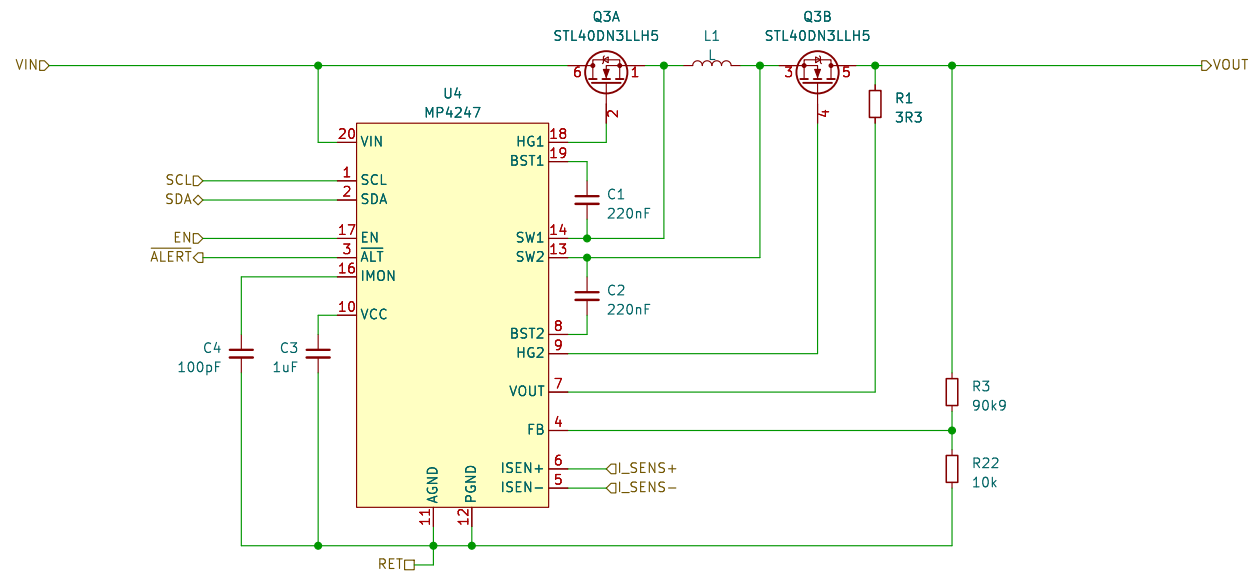 Q3A
STL40DN3LLH5
L1
L
Q3B
STL40DN3LLH5
VIN
6
1
3
5
VOUT
2
4
R1
3R3
U4
MP4247
20
VIN
HG1
18
BST1
19
SCL
1
SCL
SDA
2
SDA
C1
220nF
EN
17
EN
SW1
14
ALERT
3
ALT
SW2
13
16
IMON
C2
220nF
10
VCC
BST2
8
HG2
9
C4
100pF
C3
1uF
VOUT
7
R3
90k9
FB
4
ISEN+
6
I_SENS+
ISEN-
5
I_SENS-
R22
10k
AGND
PGND
11
12
RET